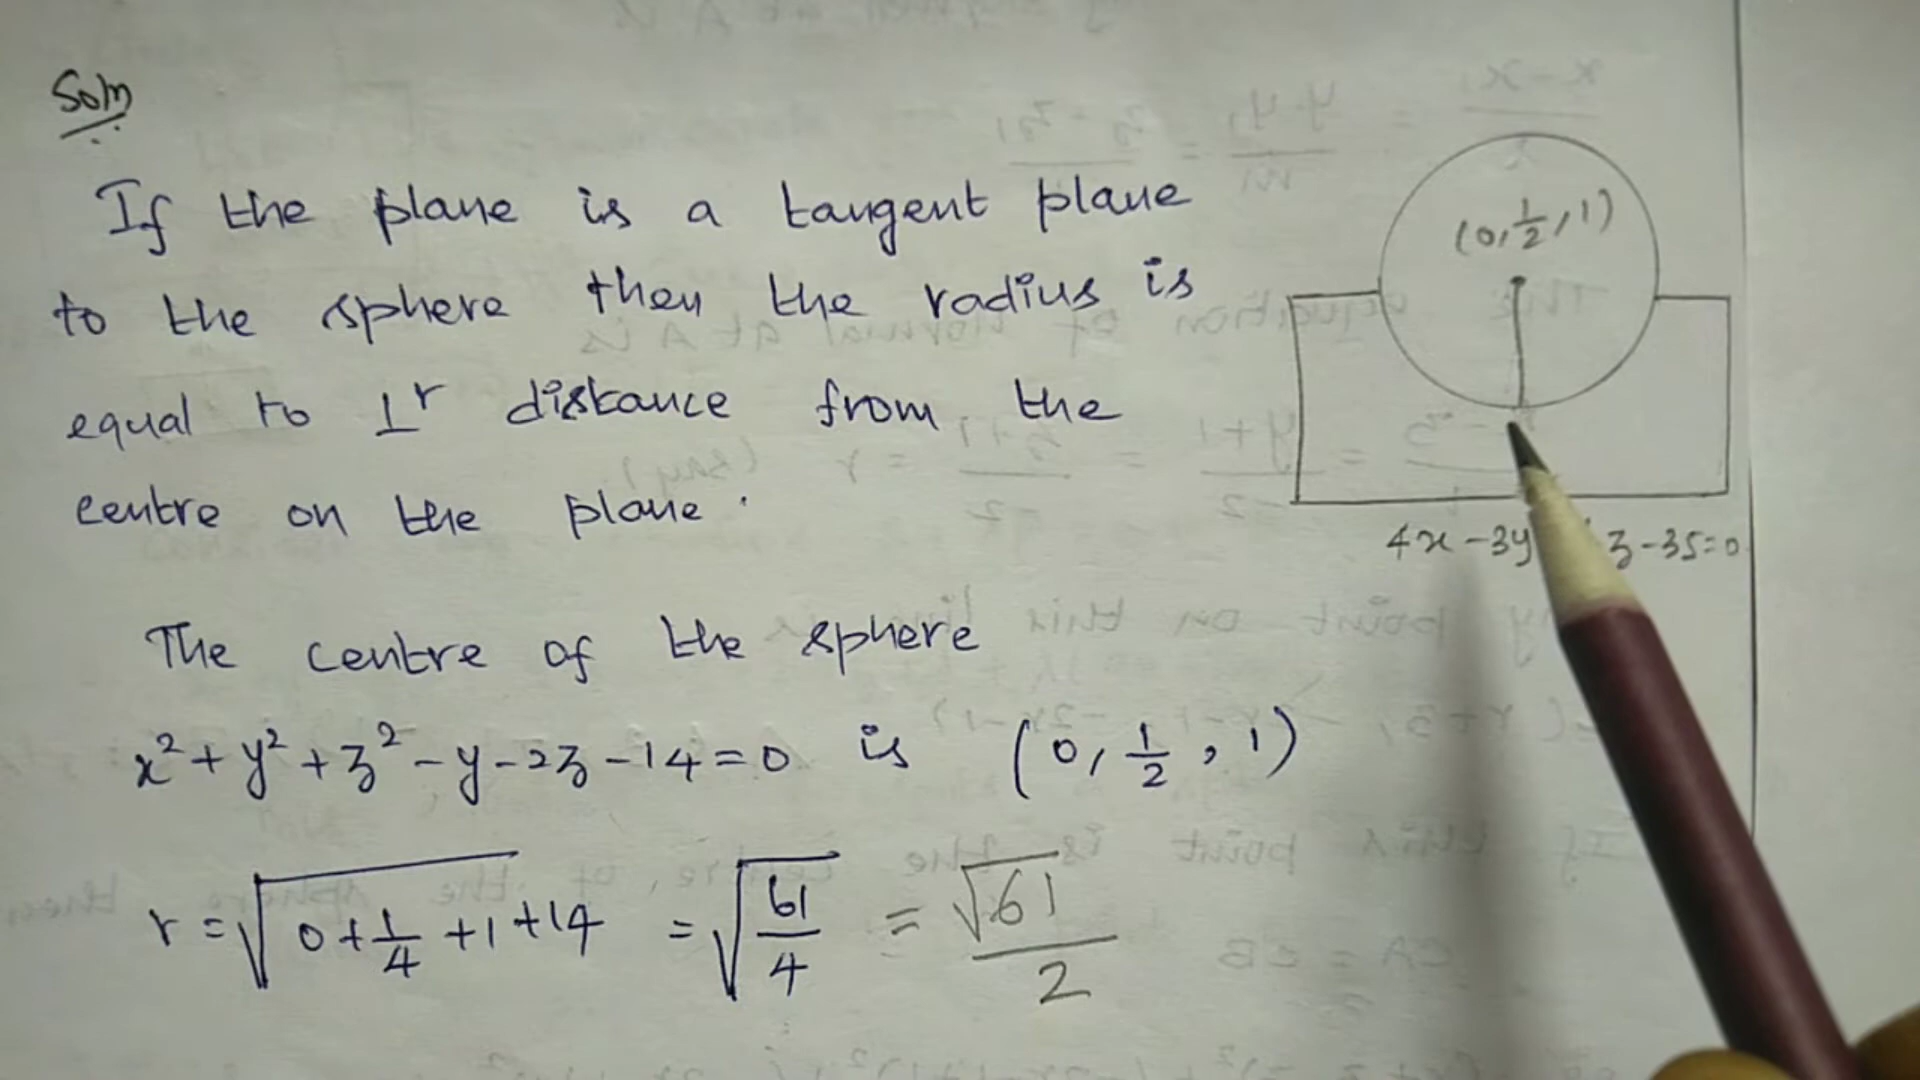 Soln
If the plane is a tangent plane
to the sphere then the radius is
equal to ⊥r distance from the
centre on the plane.
(0, 1/2, 1)
4x - 3y z - 35 = 0
The centre of the sphere
x² + y² + z² - y - 2z - 14 = 0 is (0, 1/2, 1)
r = √(0 + 1/4 + 1 + 14) = √(61/4) = √61/2